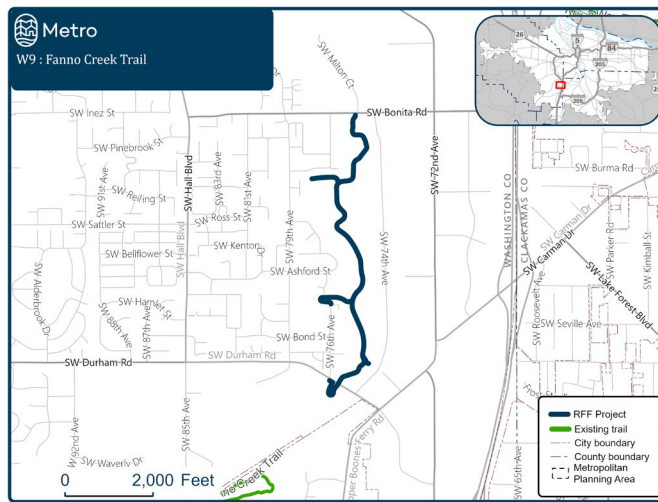 Metro
W9 : Fanno Creek Trail
26
5
84
205
205
SW Milton Ct
SW Inez St
SW Bonita Rd
SW Pinebrook St
SW Hall Blvd
SW 83rd Ave
SW 81st Ave
SW 91st Ave
SW Reiling St
SW 72nd Ave
SW Burma Rd
SW Ross St
SW 79th Ave
SW Sattler St
SW Hall Blvd
SW Kenton Dr
SW 74th Ave
WASHINGTON CO
CLACKAMAS CO
SW Carman Dr
SW Carman Dr
SW Parker Rd
SW Kimball St
SW Bellflower St
SW Alderbrook Dr
SW Ashford St
SW Lake Forest Blvd
SW Hamlet St
SW 88th Ave
SW 87th Ave
SW Roosevelt Ave
SW Seville Ave
SW Bond St
SW 76th Ave
SW Durham Rd
SW Durham Rd
SW 85th Ave
W 92nd Ave
SW Waverly Dr
Creek Trail
per Boones Ferry Rd
SW 65th Ave
0 2,000 Feet
RFF Project
Existing trail
City boundary
County boundary
Metropolitan
Planning Area